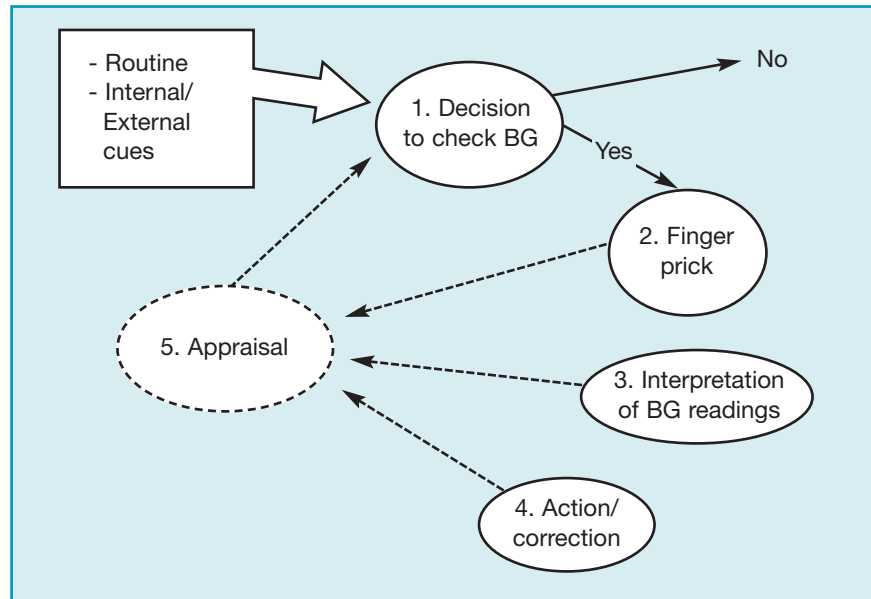 - Routine
- Internal/
External
cues
1. Decision
to check BG
No
Yes
2. Finger
prick
5. Appraisal
3. Interpretation
of BG readings
4. Action/
correction